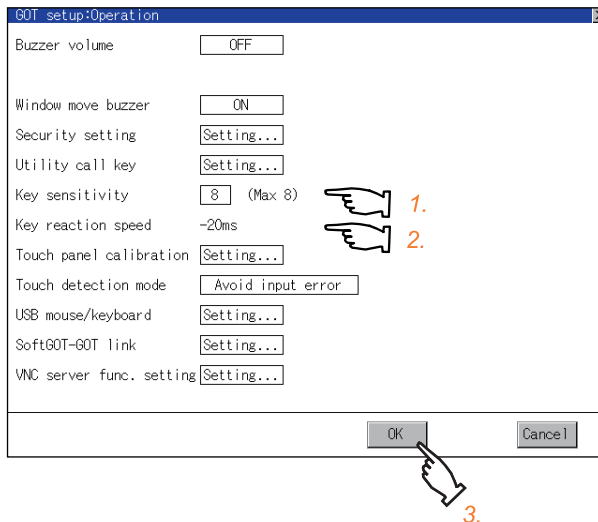 GOT setup:Operation
Buzzer volume OFF
Window move buzzer ON
Security setting Setting...
Utility call key Setting...
Key sensitivity 8 (Max 8) 1.
Key reaction speed -20ms 2.
Touch panel calibration Setting...
Touch detection mode Avoid input error
USB mouse/keyboard Setting...
SoftGOT-GOT link Setting...
VNC server func. setting Setting...
OK Cancel
3.